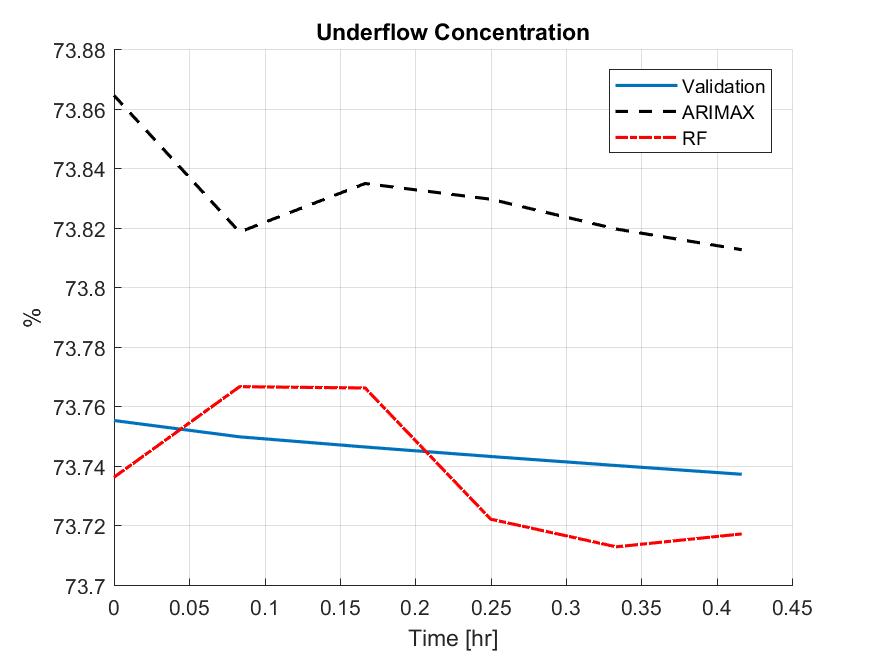 Underflow Concentration
73.88
73.86
73.84
73.82
73.8
73.78
73.76
73.74
73.72
73.7
%
Validation
ARIMAX
RF
0 0.05 0.1 0.15 0.2 0.25 0.3 0.35 0.4 0.45
Time [hr]